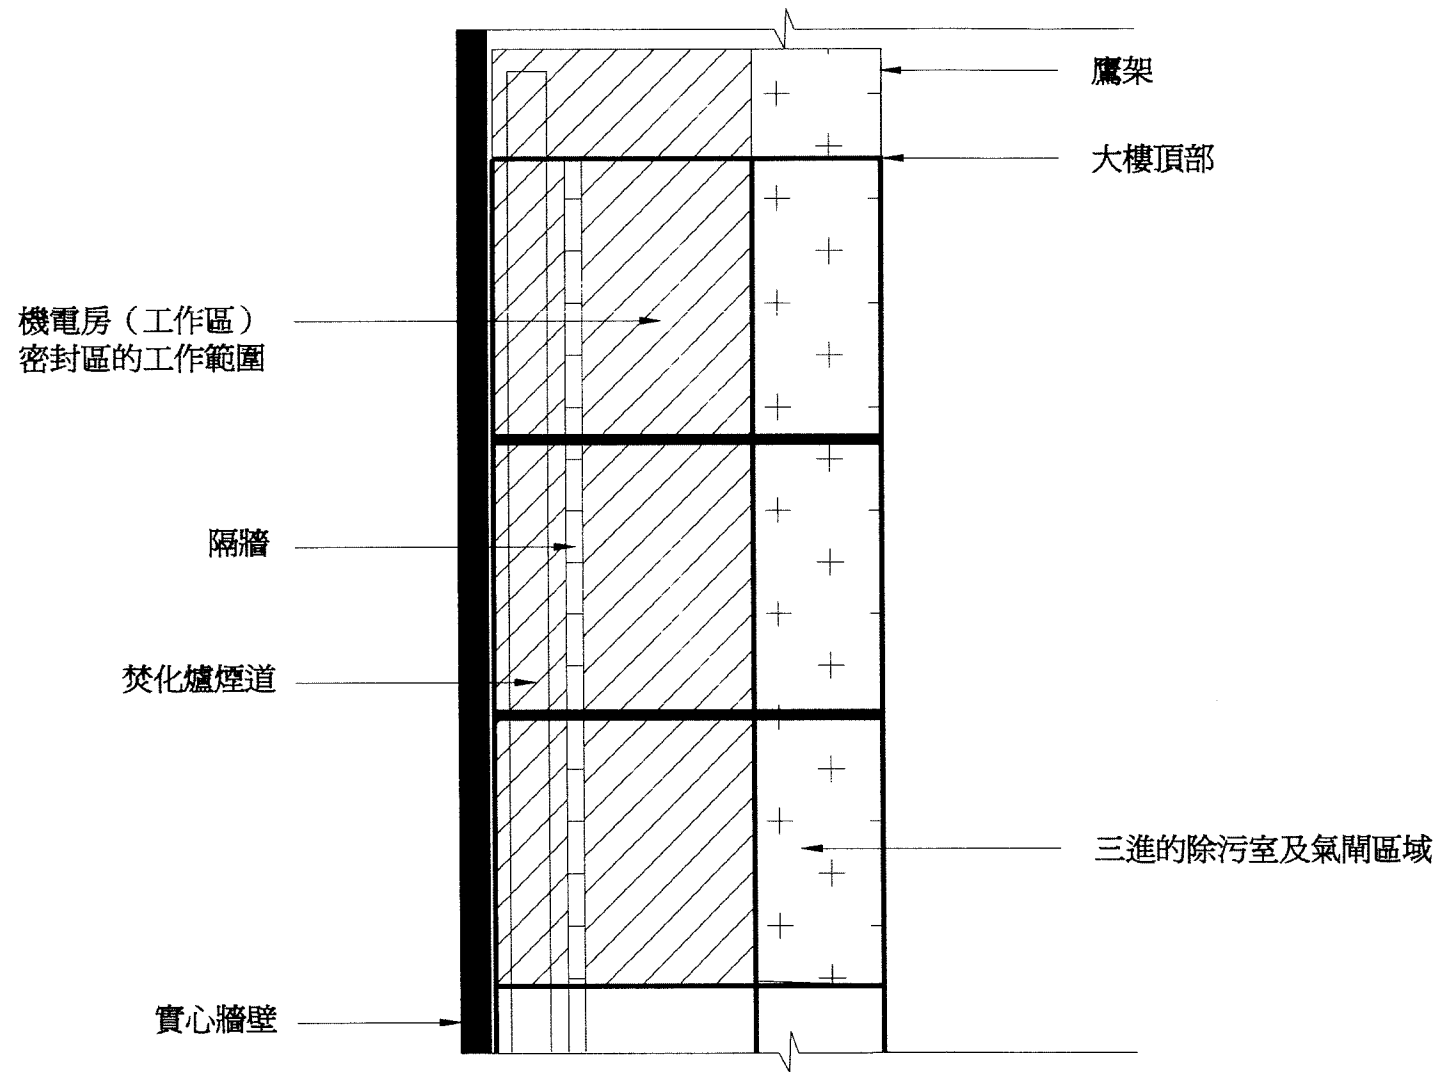 鷹架
大樓頂部
機電房（工作區）
密封區的工作範圍
隔牆
焚化爐煙道
三進的除污室及氣閘區域
實心牆壁